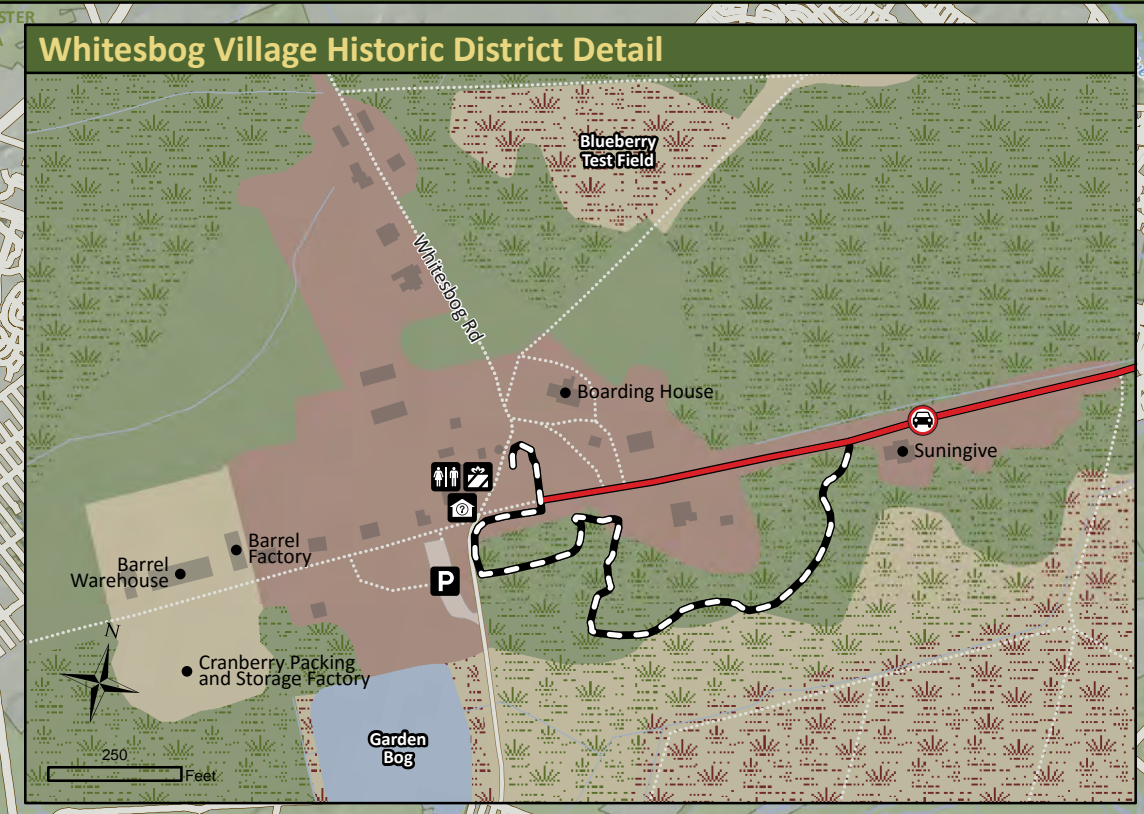 STER
Whitesbog Village Historic District Detail
Blueberry
Test Field
Whitesbog Rd
Boarding House
Suningive
?
Barrel
Factory
Barrel
Warehouse
P
N
Cranberry Packing
and Storage Factory
Garden
Bog
250
Feet